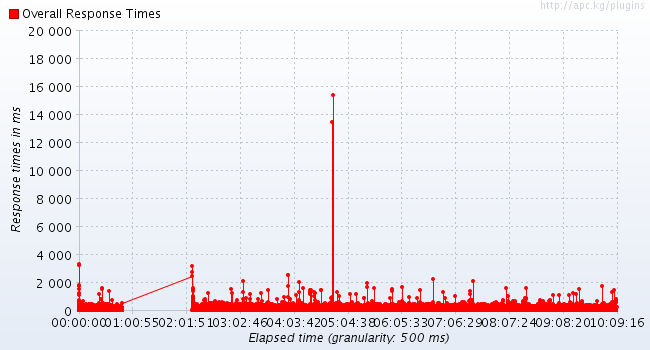 http://apc.kg/plugins
Overall Response Times
20 000
18 000
16 000
14 000
12 000
10 000
8 000
6 000
4 000
2 000
0
Response times in ms
00:00:00 01:00:55 02:01:51 03:02:46 04:03:42 05:04:38 06:05:33 07:06:29 08:07:24 09:08:20 10:09:16
Elapsed time (granularity: 500 ms)